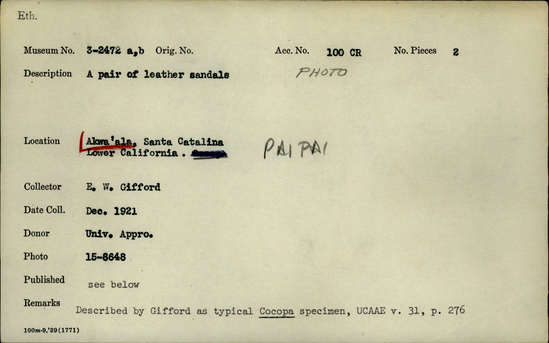 Eth.
Museum No. 3-2472 a,b Orig. No. Acc. No. 100 CR No. Pieces 2
Description A pair of leather sandals PHOTO
Location Akwa'ala, Santa Catalina PAI PAI
Lower California.
Collector E. W. Gifford
Date Coll. Dec. 1921
Donor Univ. Appro.
Photo 15-8648
Published see below
Remarks Described by Gifford as typical Cocopa specimen, UCAAE v. 31, p. 276
100m-9,'29(1771)